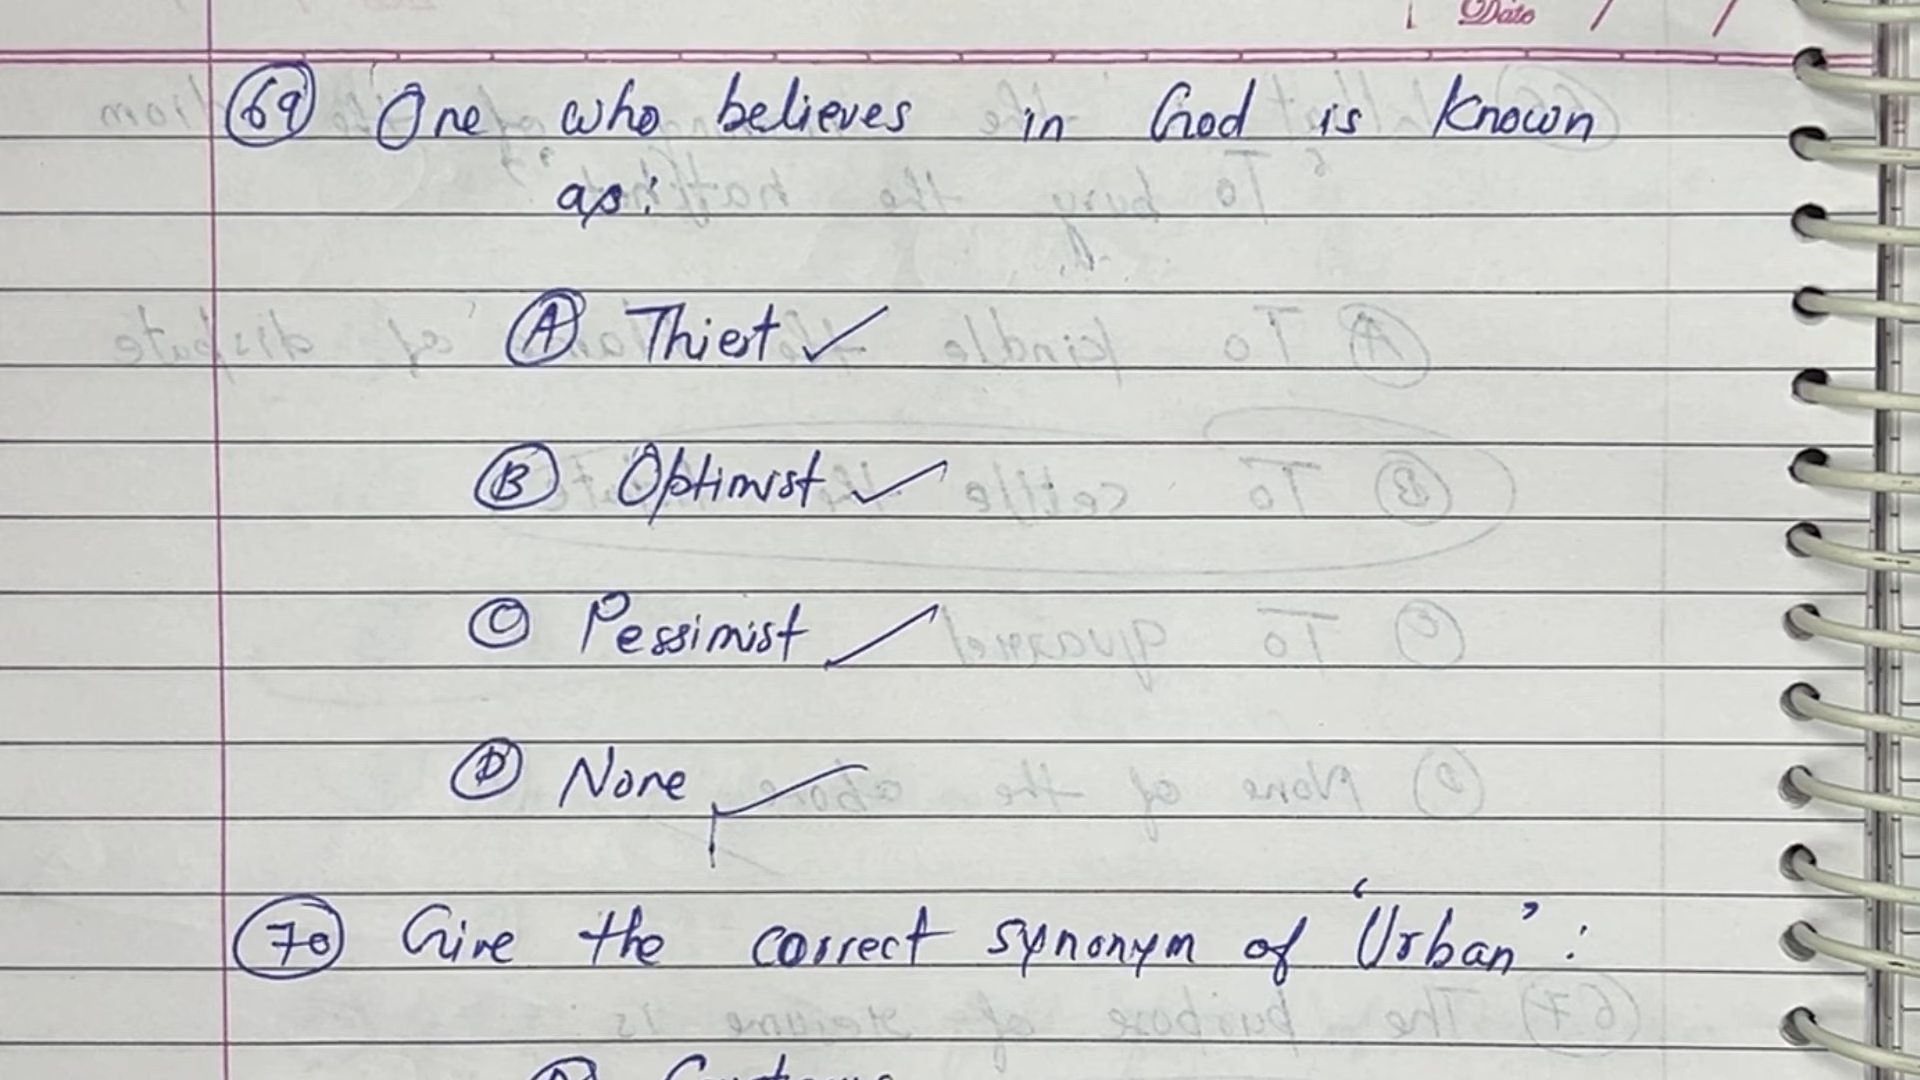 Date / /
69 One who believes in God is known
as:
A Thiest ✓
B Optimist ✓
C Pessimist ✓
D None ✓
70 Give the correct synonym of "Urban" :